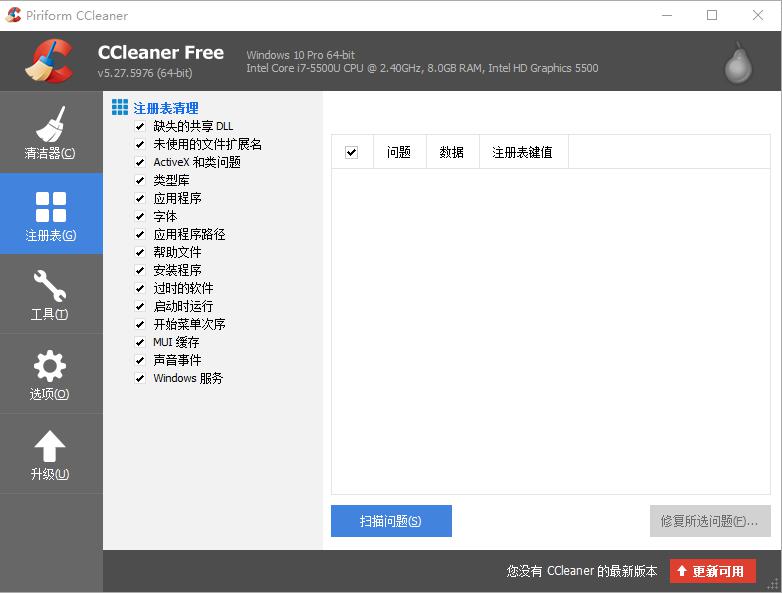 Piriform CCleaner
CCleaner Free
v5.27.5976 (64-bit)
Windows 10 Pro 64-bit
Intel Core i7-5500U CPU @ 2.40GHz, 8.0GB RAM, Intel HD Graphics 5500
清洁器(C)
注册表(G)
工具(T)
选项(O)
升级(U)
注册表清理
缺失的共享 DLL
未使用的文件扩展名
ActiveX 和类问题
类型库
应用程序
字体
应用程序路径
帮助文件
安装程序
过时的软件
启动时运行
开始菜单次序
MUI 缓存
声音事件
Windows 服务
问题 数据 注册表键值
扫描问题(S)
修复所选问题(F)...
您没有 CCleaner 的最新版本
更新可用